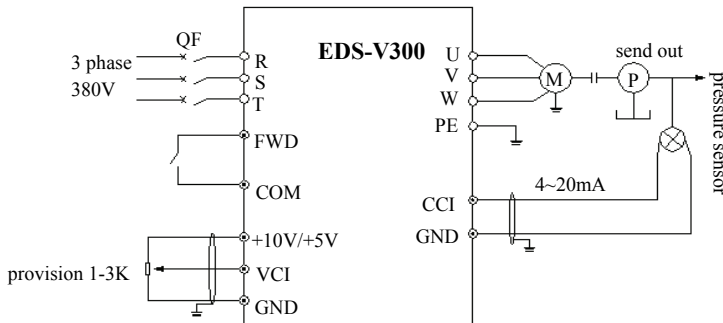 QF
3 phase
380V
R
S
T
FWD
COM
+10V/+5V
provision 1-3K
VCI
GND
EDS-V300
U
V
W
PE
M
send out
P
pressure sensor
CCI
4~20mA
GND